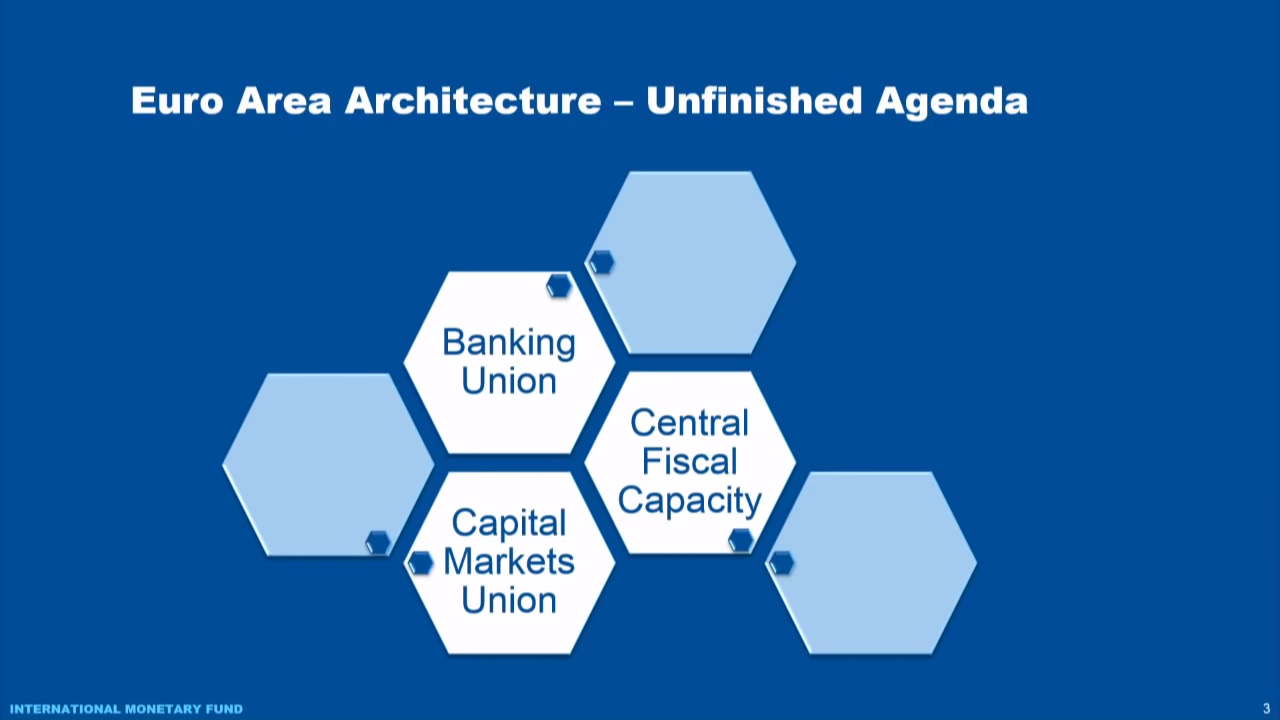 Euro Area Architecture – Unfinished Agenda
Banking
Union
Central
Fiscal
Capacity
Capital
Markets
Union
INTERNATIONAL MONETARY FUND
3